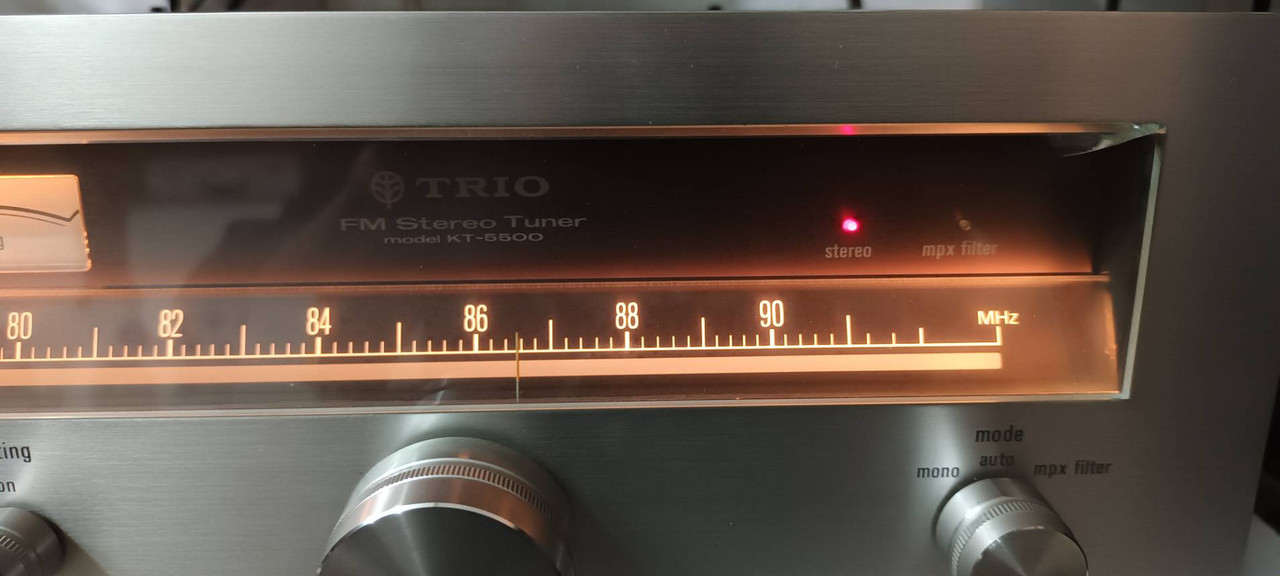 TRIO
FM Stereo Tuner
model KT-5500
stereo mpx filter
80 82 84 86 88 90 MHz
mode
mono auto mpx filter